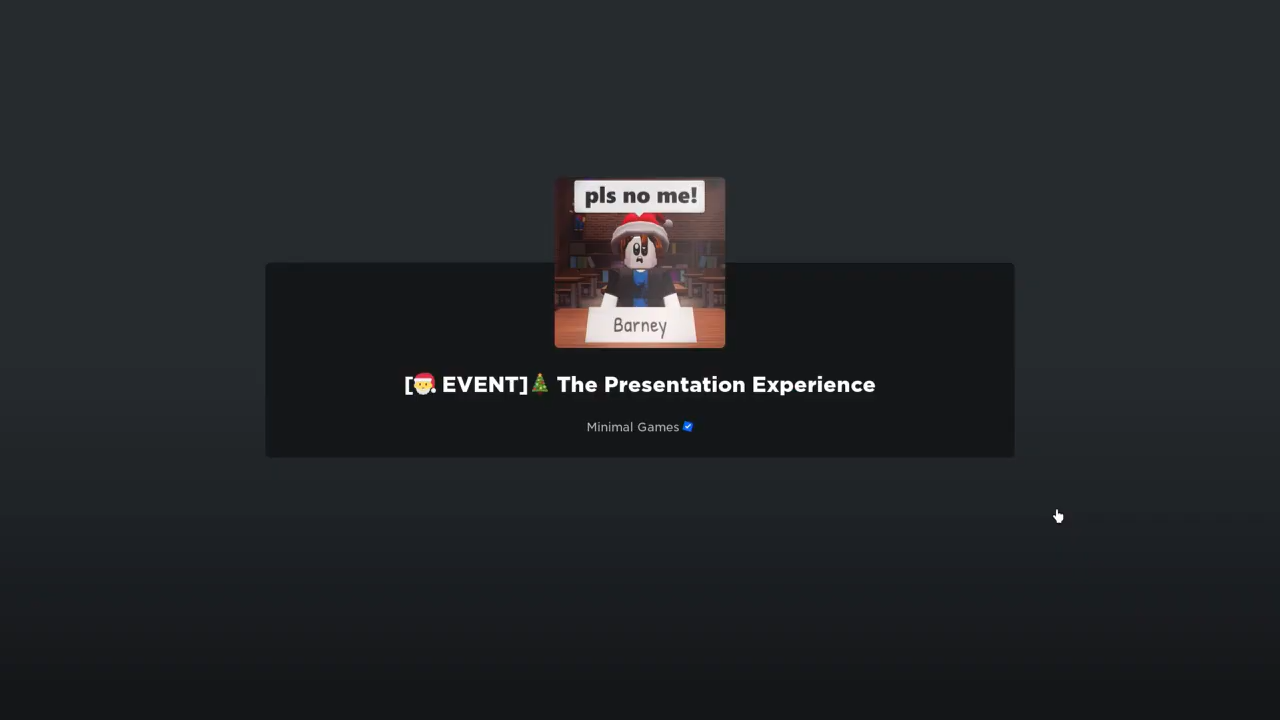 pls no me!
Barney
[🎅 EVENT]🎄 The Presentation Experience
Minimal Games